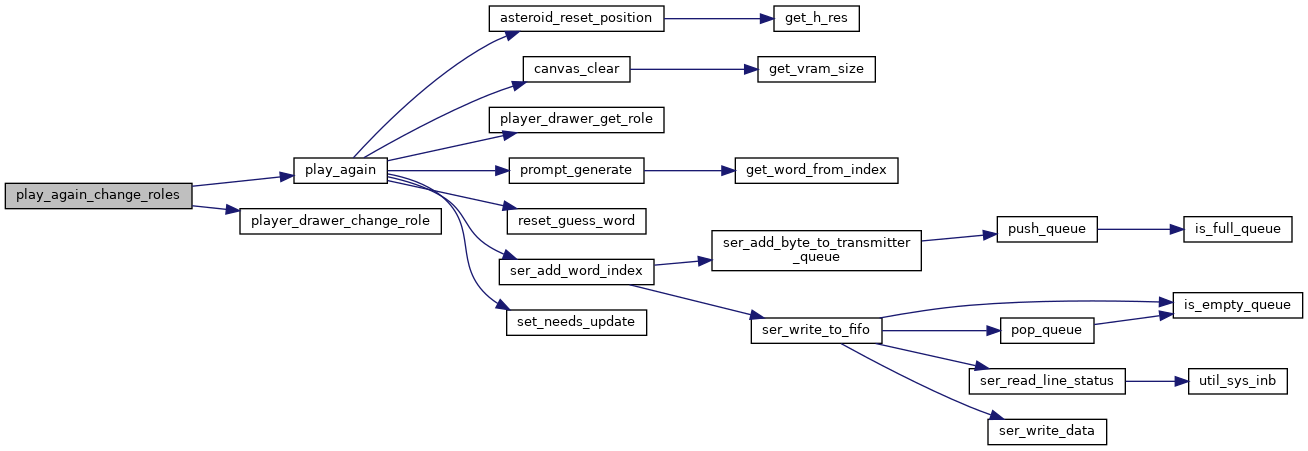 asteroid_reset_position
get_h_res
canvas_clear
get_vram_size
player_drawer_get_role
play_again
prompt_generate
get_word_from_index
play_again_change_roles
player_drawer_change_role
reset_guess_word
push_queue
is_full_queue
ser_add_byte_to_transmitter
_queue
ser_add_word_index
is_empty_queue
set_needs_update
ser_write_to_fifo
pop_queue
ser_read_line_status
util_sys_inb
ser_write_data